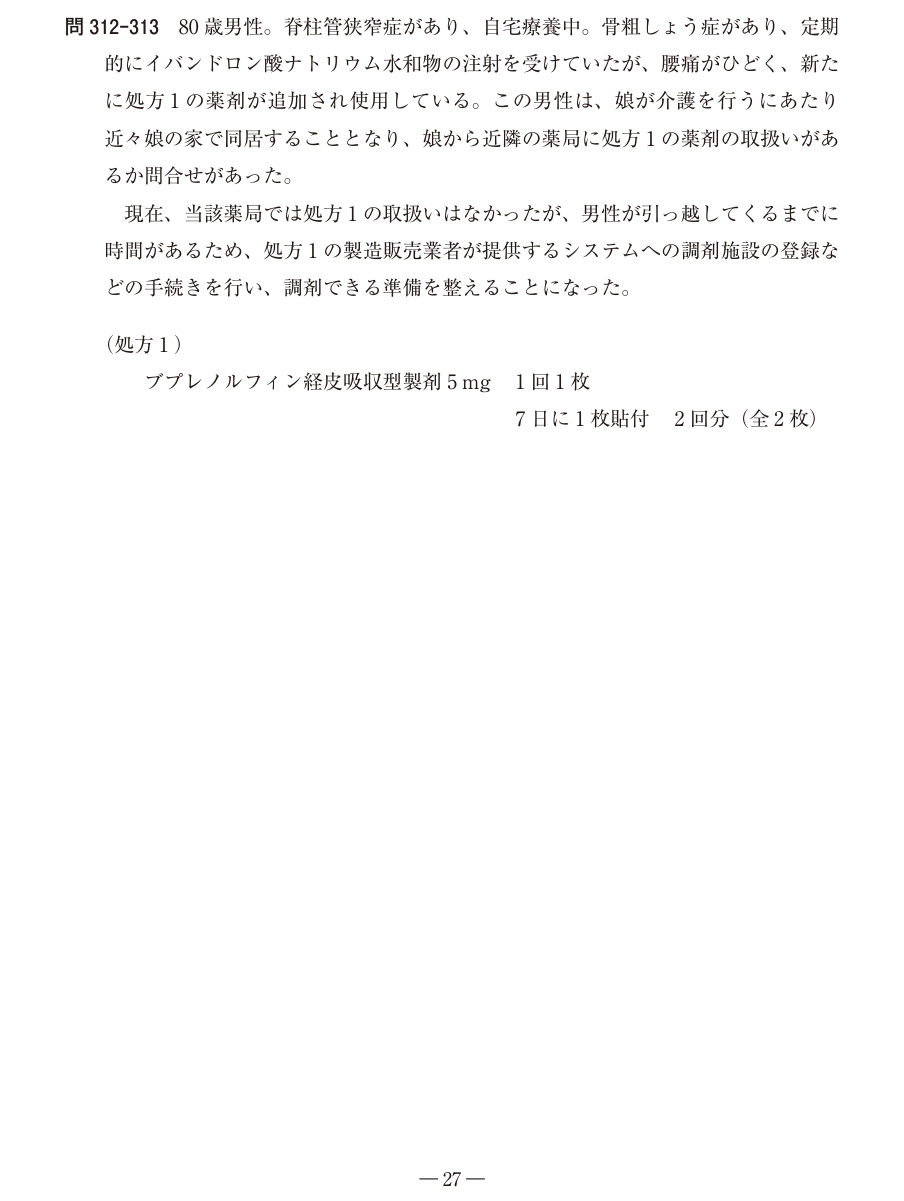 問 312-313　80 歳男性。脊柱管狭窄症があり、自宅療養中。骨粗しょう症があり、定期
的にイバンドロン酸ナトリウム水和物の注射を受けていたが、腰痛がひどく、新た
に処方１の薬剤が追加され使用している。この男性は、娘が介護を行うにあたり
近々娘の家で同居することとなり、娘から近隣の薬局に処方１の薬剤の取扱いがあ
るか問合せがあった。
　現在、当該薬局では処方１の取扱いはなかったが、男性が引っ越してくるまでに
時間があるため、処方１の製造販売業者が提供するシステムへの調剤施設の登録な
どの手続きを行い、調剤できる準備を整えることになった。
（処方１）
ブプレノルフィン経皮吸収型製剤５mg　１回１枚
７日に１枚貼付　２回分（全２枚）
― 27 ―